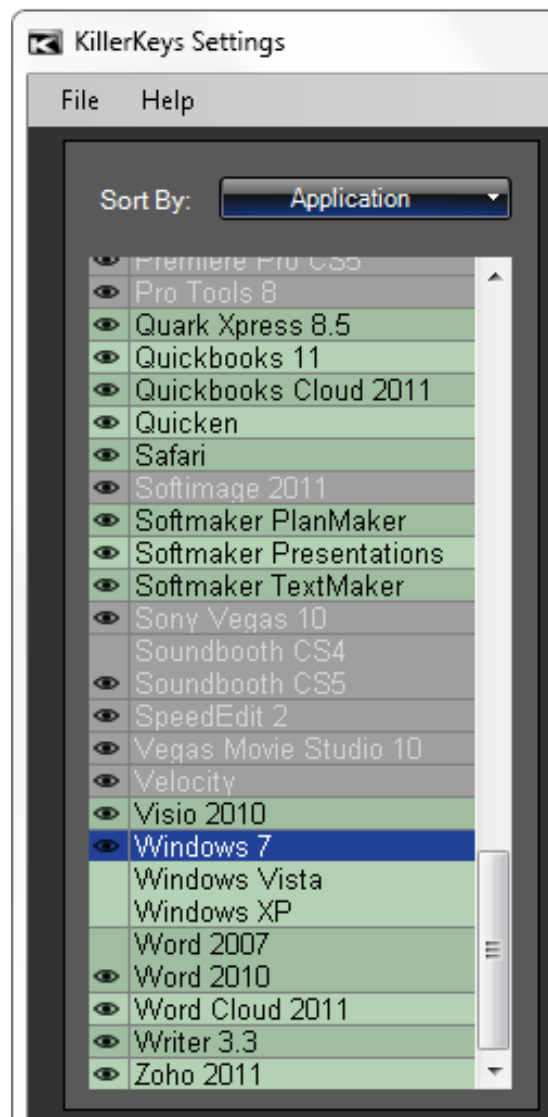 KillerKeys Settings
File Help
Sort By: Application
Premiere Pro CS5
Pro Tools 8
Quark Xpress 8.5
Quickbooks 11
Quickbooks Cloud 2011
Quicken
Safari
Softimage 2011
Softmaker PlanMaker
Softmaker Presentations
Softmaker TextMaker
Sony Vegas 10
Soundbooth CS4
Soundbooth CS5
SpeedEdit 2
Vegas Movie Studio 10
Velocity
Visio 2010
Windows 7
Windows Vista
Windows XP
Word 2007
Word 2010
Word Cloud 2011
Writer 3.3
Zoho 2011